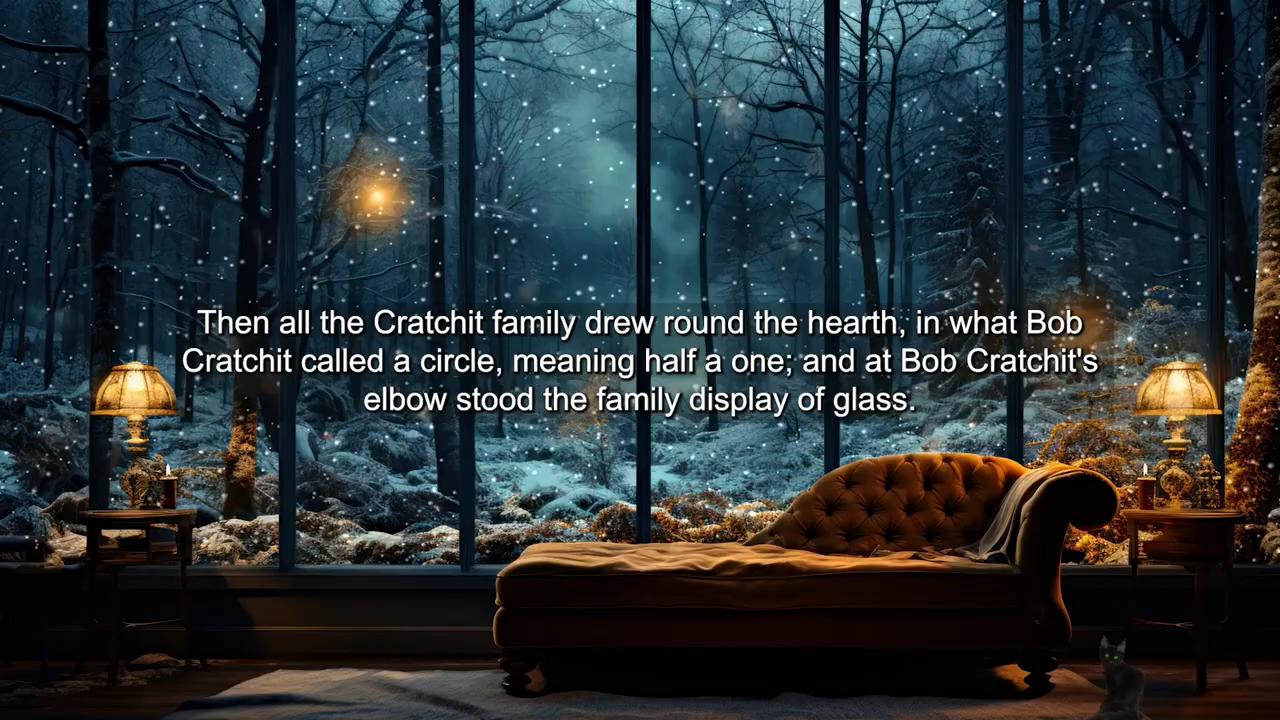 Then all the Cratchit family drew round the hearth, in what Bob
Cratchit called a circle, meaning half a one; and at Bob Cratchit's
elbow stood the family display of glass.